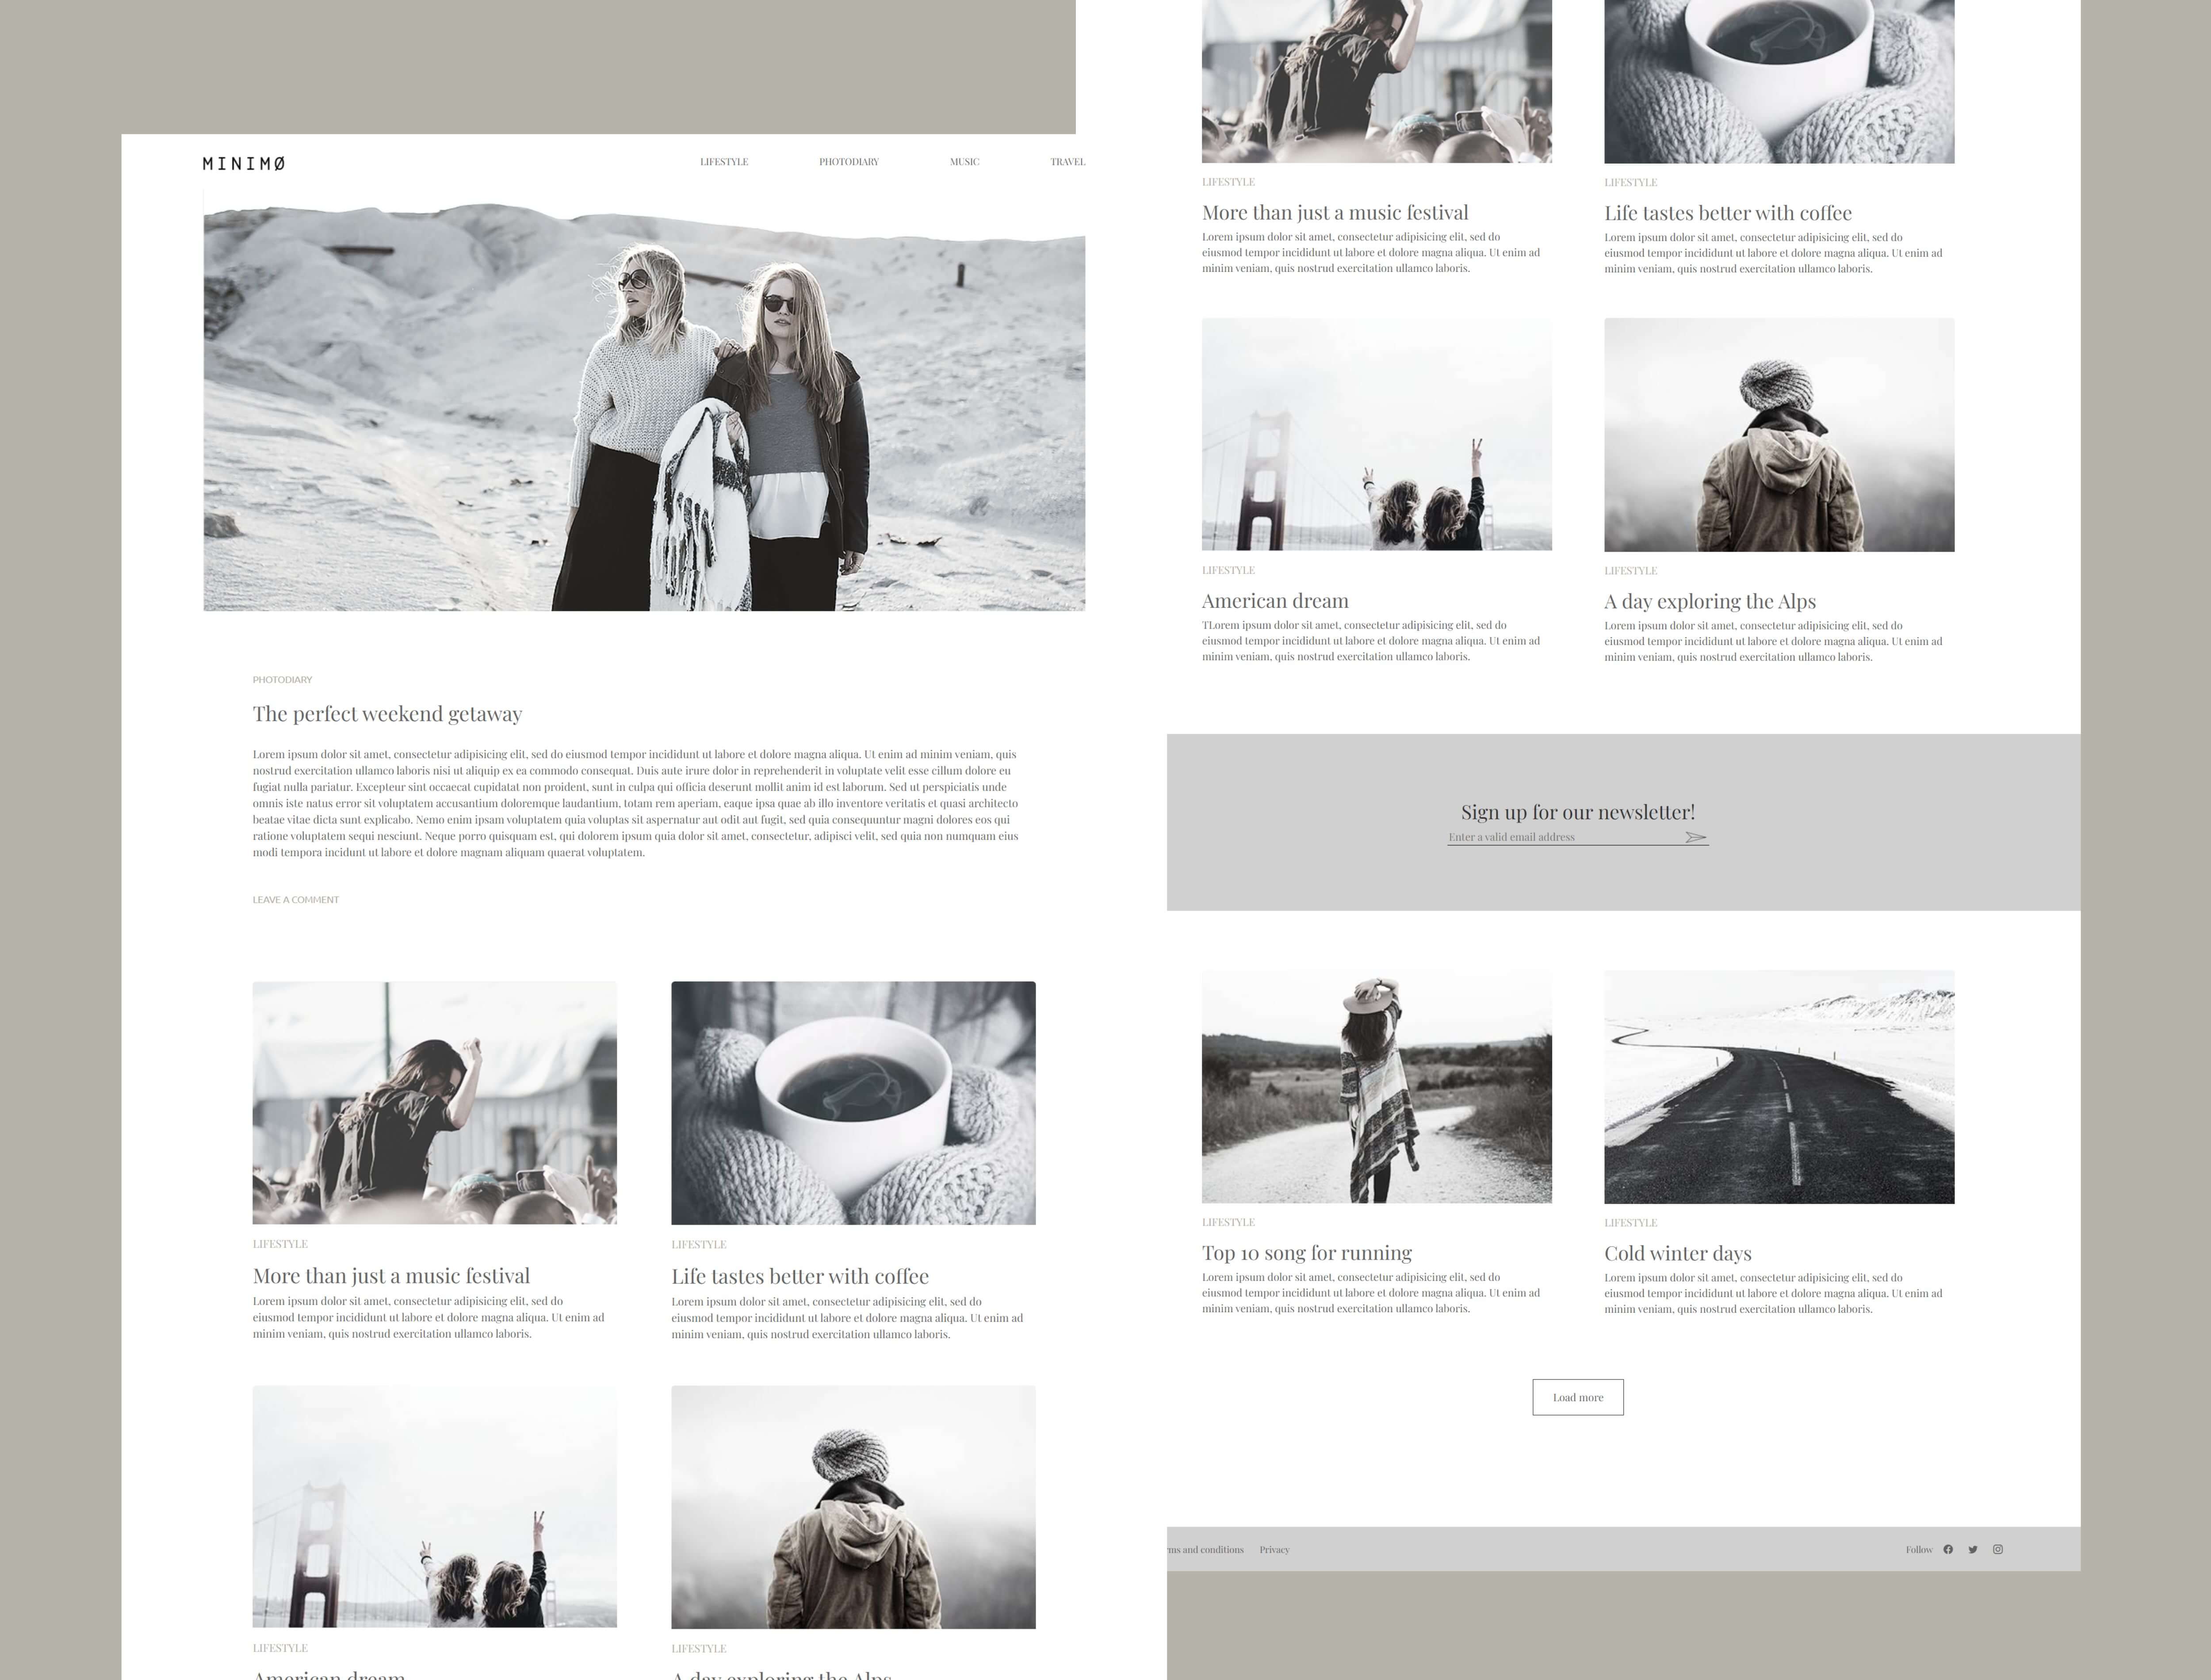 MINIMØ
LIFESTYLE
PHOTODIARY
MUSIC
TRAVEL
PHOTODIARY
The perfect weekend getaway
Lorem ipsum dolor sit amet, consectetur adipisicing elit, sed do eiusmod tempor incididunt ut labore et dolore magna aliqua. Ut enim ad minim veniam, quis
nostrud exercitation ullamco laboris nisi ut aliquip ex ea commodo consequat. Duis aute irure dolor in reprehenderit in voluptate velit esse cillum dolore eu
fugiat nulla pariatur. Excepteur sint occaecat cupidatat non proident, sunt in culpa qui officia deserunt mollit anim id est laborum. Sed ut perspiciatis unde
omnis iste natus error sit voluptatem accusantium doloremque laudantium, totam rem aperiam, eaque ipsa quae ab illo inventore veritatis et quasi architecto
beatae vitae dicta sunt explicabo. Nemo enim ipsam voluptatem quia voluptas sit aspernatur aut odit aut fugit, sed quia consequuntur magni dolores eos qui
ratione voluptatem sequi nesciunt. Neque porro quisquam est, qui dolorem ipsum quia dolor sit amet, consectetur, adipisci velit, sed quia non numquam eius
modi tempora incidunt ut labore et dolore magnam aliquam quaerat voluptatem.
LEAVE A COMMENT
LIFESTYLE
More than just a music festival
Lorem ipsum dolor sit amet, consectetur adipisicing elit, sed do
eiusmod tempor incididunt ut labore et dolore magna aliqua. Ut enim ad
minim veniam, quis nostrud exercitation ullamco laboris.
LIFESTYLE
Life tastes better with coffee
Lorem ipsum dolor sit amet, consectetur adipisicing elit, sed do
eiusmod tempor incididunt ut labore et dolore magna aliqua. Ut enim ad
minim veniam, quis nostrud exercitation ullamco laboris.
LIFESTYLE
American dream
LIFESTYLE
A day exploring the Alps
LIFESTYLE
More than just a music festival
Lorem ipsum dolor sit amet, consectetur adipisicing elit, sed do
eiusmod tempor incididunt ut labore et dolore magna aliqua. Ut enim ad
minim veniam, quis nostrud exercitation ullamco laboris.
LIFESTYLE
Life tastes better with coffee
Lorem ipsum dolor sit amet, consectetur adipisicing elit, sed do
eiusmod tempor incididunt ut labore et dolore magna aliqua. Ut enim ad
minim veniam, quis nostrud exercitation ullamco laboris.
LIFESTYLE
American dream
TLorem ipsum dolor sit amet, consectetur adipisicing elit, sed do
eiusmod tempor incididunt ut labore et dolore magna aliqua. Ut enim ad
minim veniam, quis nostrud exercitation ullamco laboris.
LIFESTYLE
A day exploring the Alps
Lorem ipsum dolor sit amet, consectetur adipisicing elit, sed do
eiusmod tempor incididunt ut labore et dolore magna aliqua. Ut enim ad
minim veniam, quis nostrud exercitation ullamco laboris.
Sign up for our newsletter!
Enter a valid email address
LIFESTYLE
Top 10 song for running
Lorem ipsum dolor sit amet, consectetur adipisicing elit, sed do
eiusmod tempor incididunt ut labore et dolore magna aliqua. Ut enim ad
minim veniam, quis nostrud exercitation ullamco laboris.
LIFESTYLE
Cold winter days
Lorem ipsum dolor sit amet, consectetur adipisicing elit, sed do
eiusmod tempor incididunt ut labore et dolore magna aliqua. Ut enim ad
minim veniam, quis nostrud exercitation ullamco laboris.
Load more
ms and conditions
Privacy
Follow